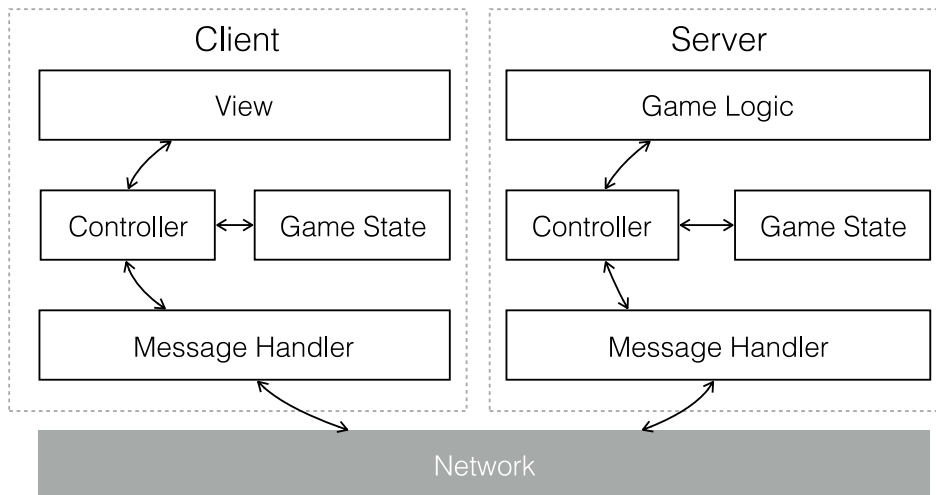 Client
View
Controller
Game State
Message Handler
Server
Game Logic
Controller
Game State
Message Handler
Network